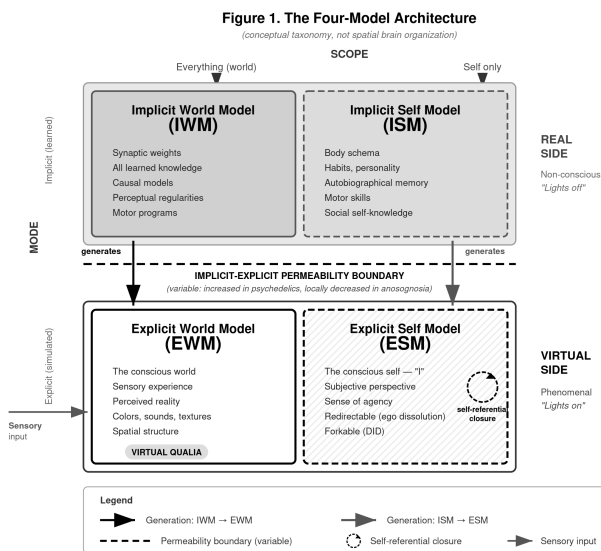 Figure 1. The Four-Model Architecture
(conceptual taxonomy, not spatial brain organization)
SCOPE
Everything (world)
Self only
MODE
Implicit (learned)
Implicit World Model
(IWM)
Synaptic weights
All learned knowledge
Causal models
Perceptual regularities
Motor programs
Implicit Self Model
(ISM)
Body schema
Habits, personality
Autobiographical memory
Motor skills
Social self-knowledge
REAL
SIDE
Non-conscious
"Lights off"
generates
generates
IMPLICIT-EXPLICIT PERMEABILITY BOUNDARY
(variable: increased in psychedelics, locally decreased in anosognosia)
Explicit (simulated)
Sensory
input
Explicit World Model
(EWM)
The conscious world
Sensory experience
Perceived reality
Colors, sounds, textures
Spatial structure
VIRTUAL QUALIA
Explicit Self Model
(ESM)
The conscious self — "I"
Subjective perspective
Sense of agency
Redirectable (ego dissolution)
Forkable (DID)
self-referential
closure
VIRTUAL
SIDE
Phenomenal
"Lights on"
Legend
Generation: IWM → EWM
Generation: ISM → ESM
Permeability boundary (variable)
Self-referential closure
Sensory input